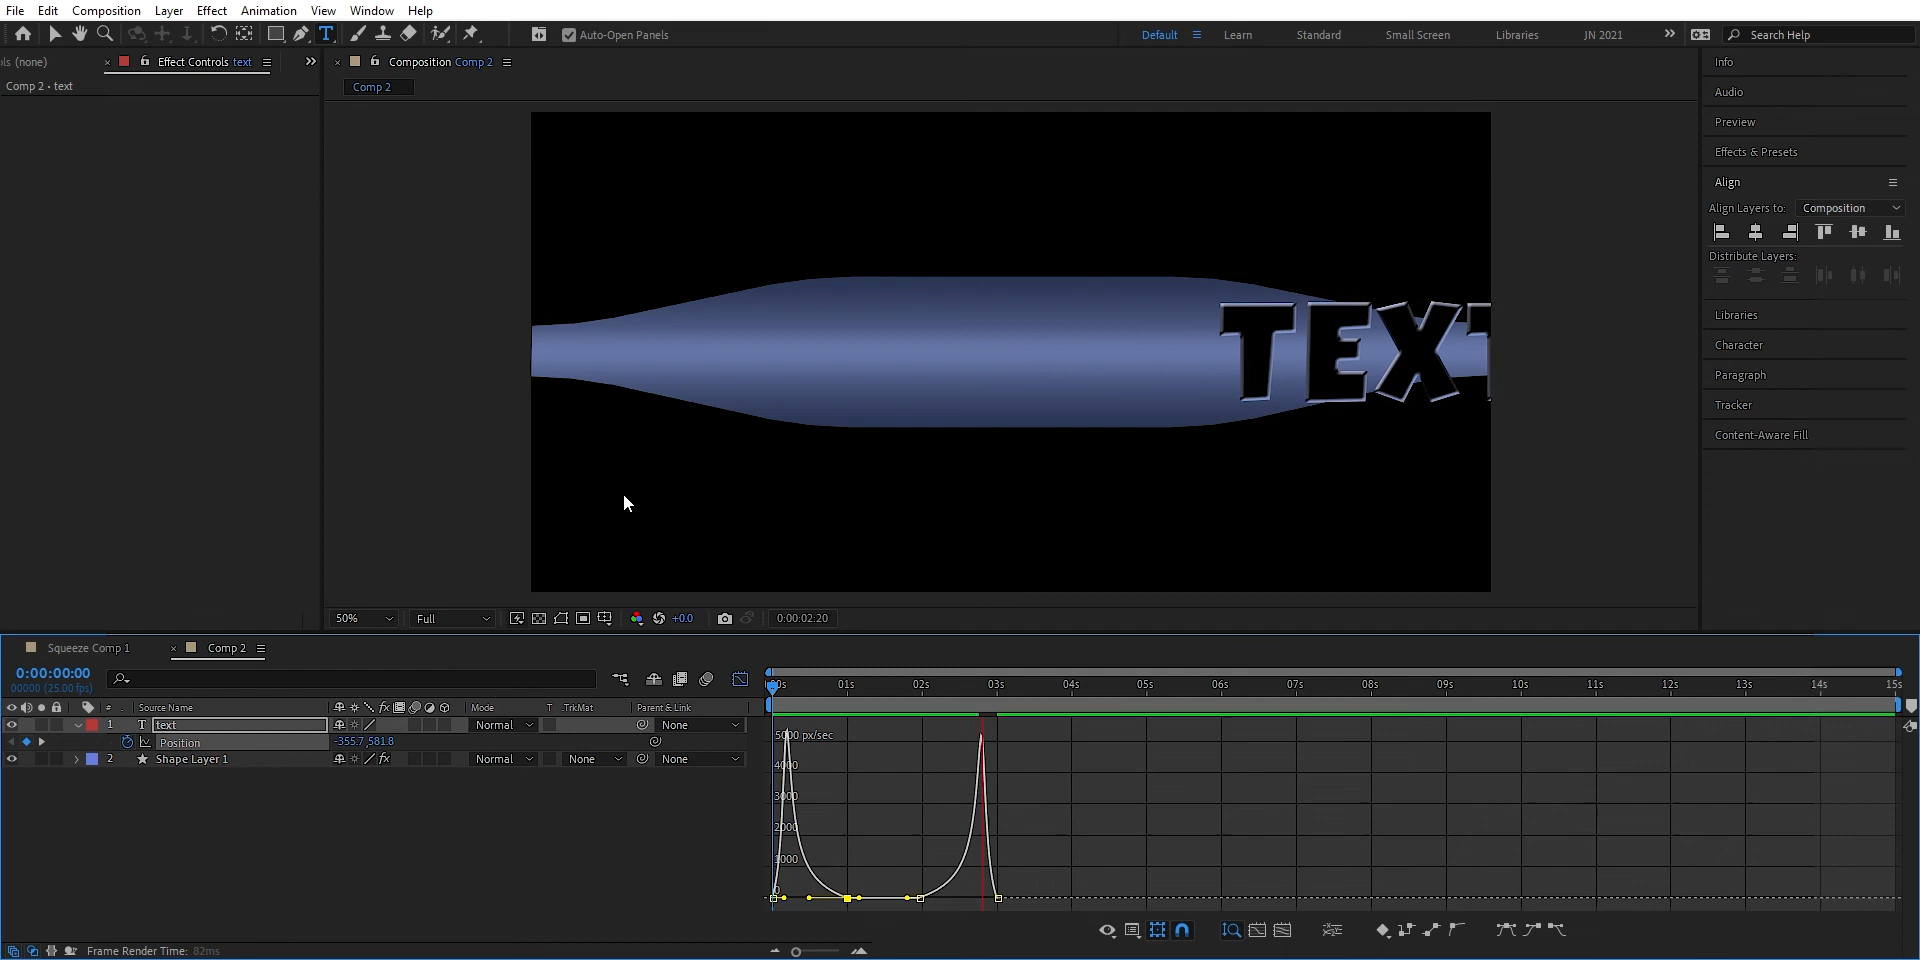 File Edit Composition Layer Effect Animation View Window Help
Auto-Open Panels
Default Learn Standard Small Screen Libraries JN 2021 Search Help
ls (none) Effect Controls text
Comp 2 • text
Composition Comp 2
Comp 2
TEXT
50% Full +0.0 0:00:02:20
Info
Audio
Preview
Effects & Presets
Align
Align Layers to: Composition
Distribute Layers:
Libraries
Character
Paragraph
Tracker
Content-Aware Fill
Squeeze Comp 1 Comp 2
0:00:00:00
00000 (25.00 fps)
# Source Name Mode T .TrkMat Parent & Link
1 T text Normal None
Position -355.7,581.8
2 Shape Layer 1 Normal None None
00s 01s 02s 03s 04s 05s 06s 07s 08s 09s 10s 11s 12s 13s 14s 15s
5000 px/sec
4000
3000
2000
1000
0
Frame Render Time: 82ms